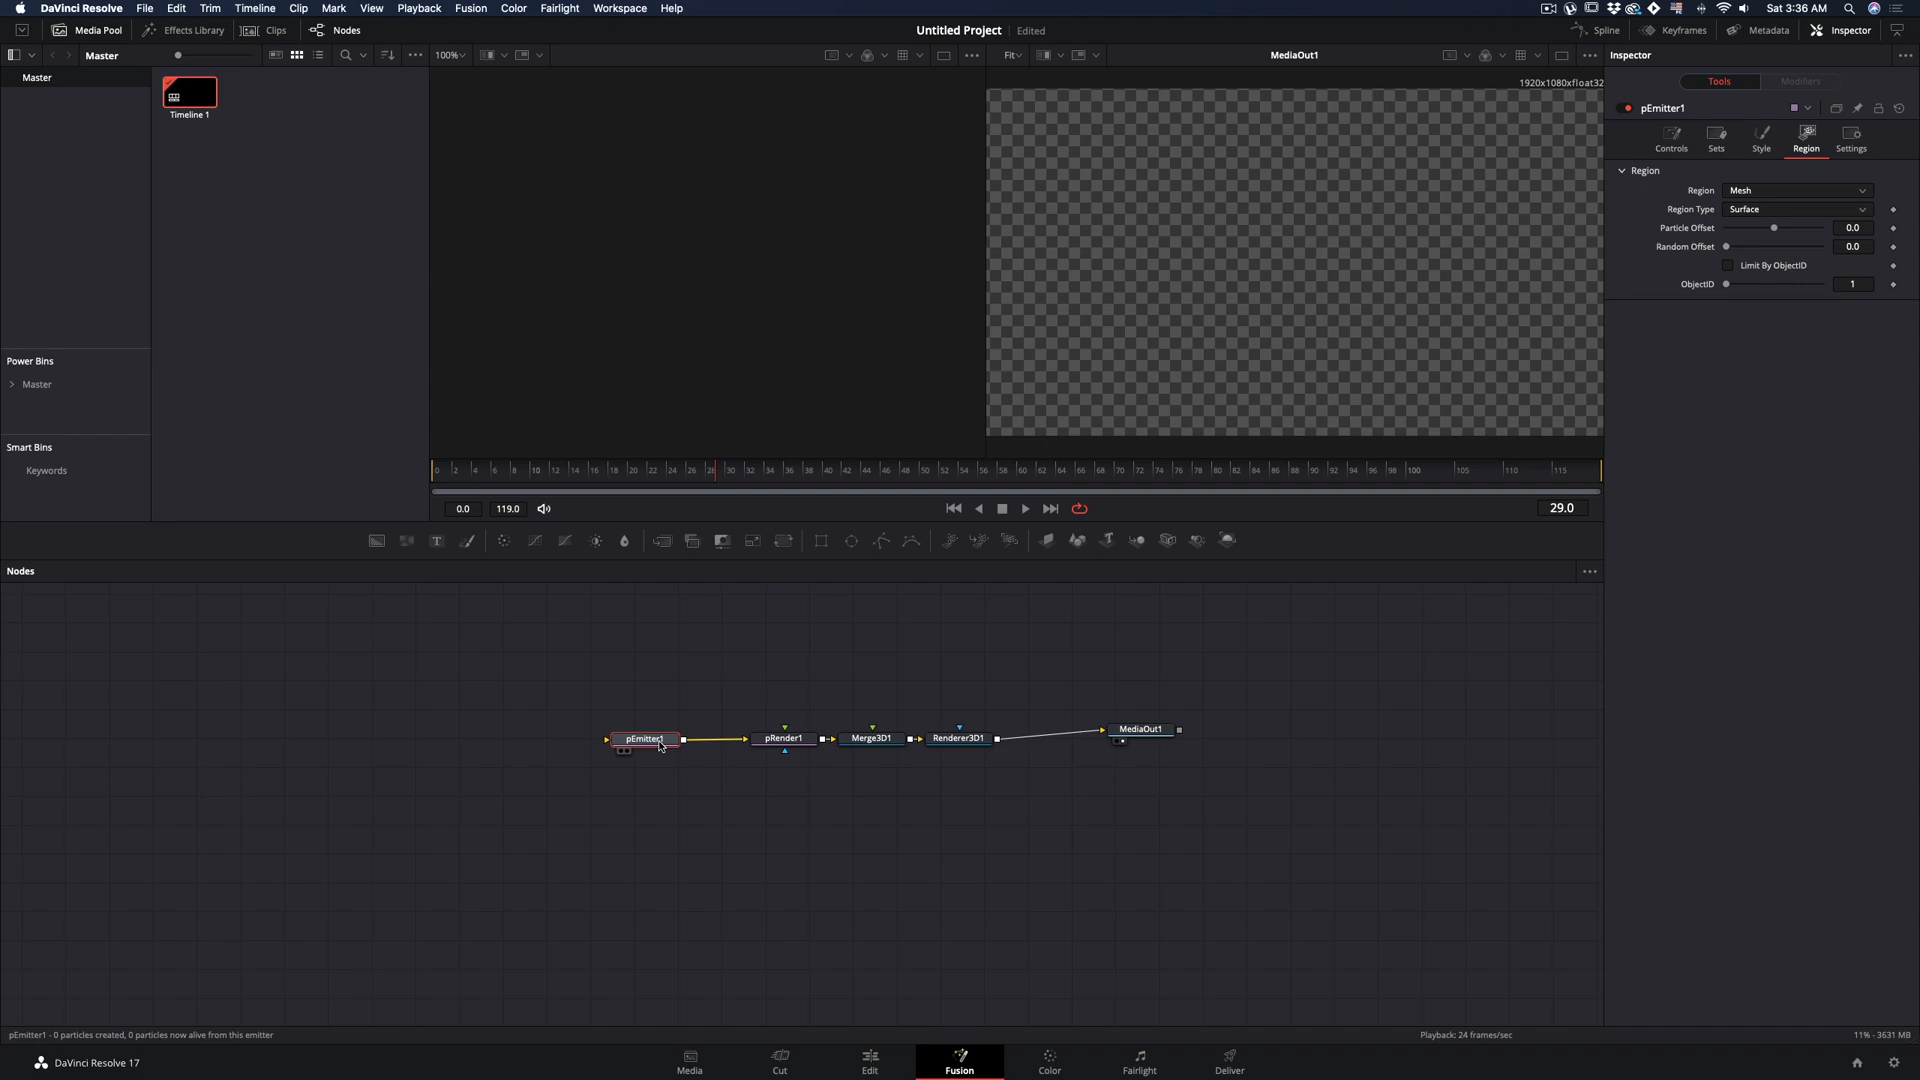 DaVinci Resolve File Edit Trim Timeline Clip Mark View Playback Fusion Color Fairlight Workspace Help Sat 3:36 AM
Media Pool Effects Library Clips Nodes Untitled Project Edited Spline Keyframes Metadata Inspector
Master 100% Fit MediaOut1 Inspector
Master
Timeline 1
1920x1080xfloat32
Tools Modifiers
pEmitter1
Controls Sets Style Region Settings
Region
Region Mesh
Region Type Surface
Particle Offset 0.0
Random Offset 0.0
Limit By ObjectID
ObjectID 1
Power Bins
Master
Smart Bins
Keywords
0 2 4 6 8 10 12 14 16 18 20 22 24 26 28 30 32 34 36 38 40 42 44 46 48 50 52 54 56 58 60 62 64 66 68 70 72 74 76 78 80 82 84 86 88 90 92 94 96 98 100 105 110 115
0.0 119.0 29.0
Nodes
pEmitter1 pRender1 Merge3D1 Renderer3D1 MediaOut1
pEmitter1 - 0 particles created, 0 particles now alive from this emitter Playback: 24 frames/sec 11% - 3631 MB
DaVinci Resolve 17 Media Cut Edit Fusion Color Fairlight Deliver